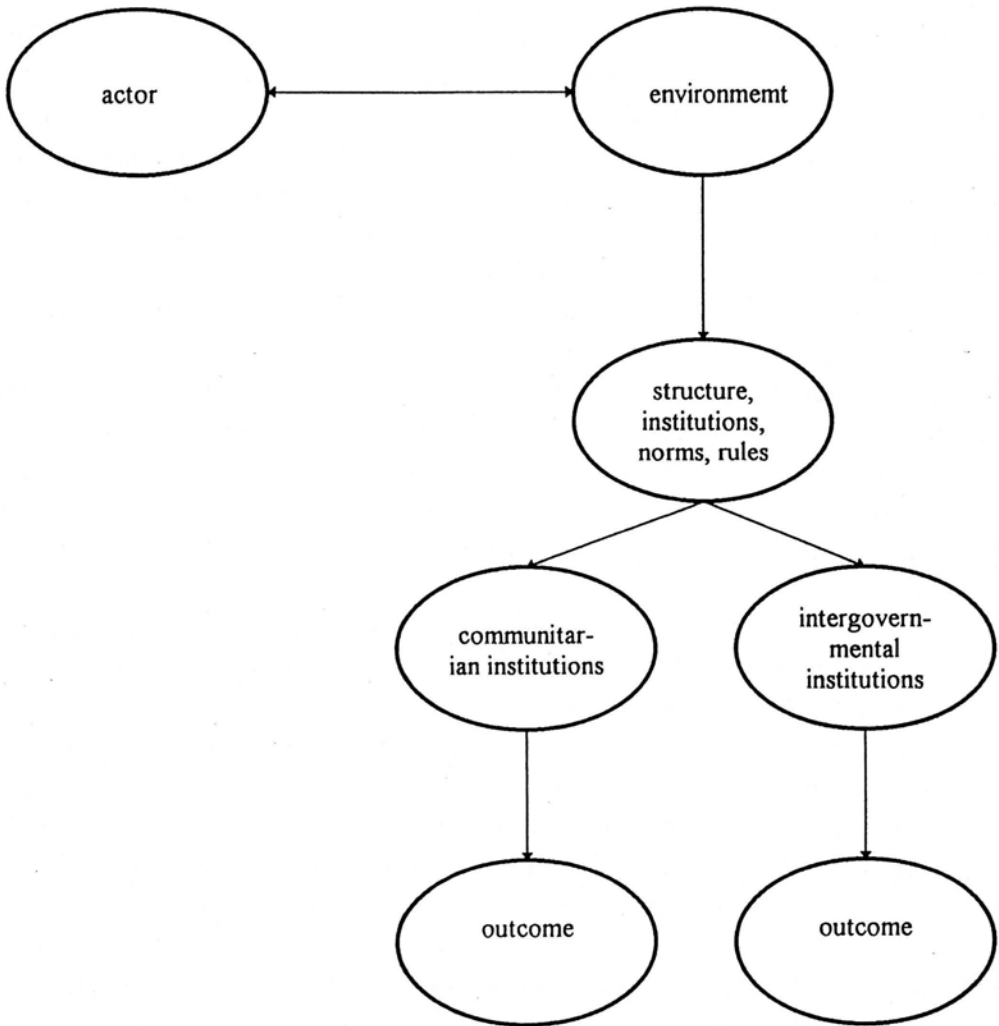 actor
environmemt
structure,
institutions,
norms, rules
communitar-
ian institutions
intergovern-
mental
institutions
outcome
outcome